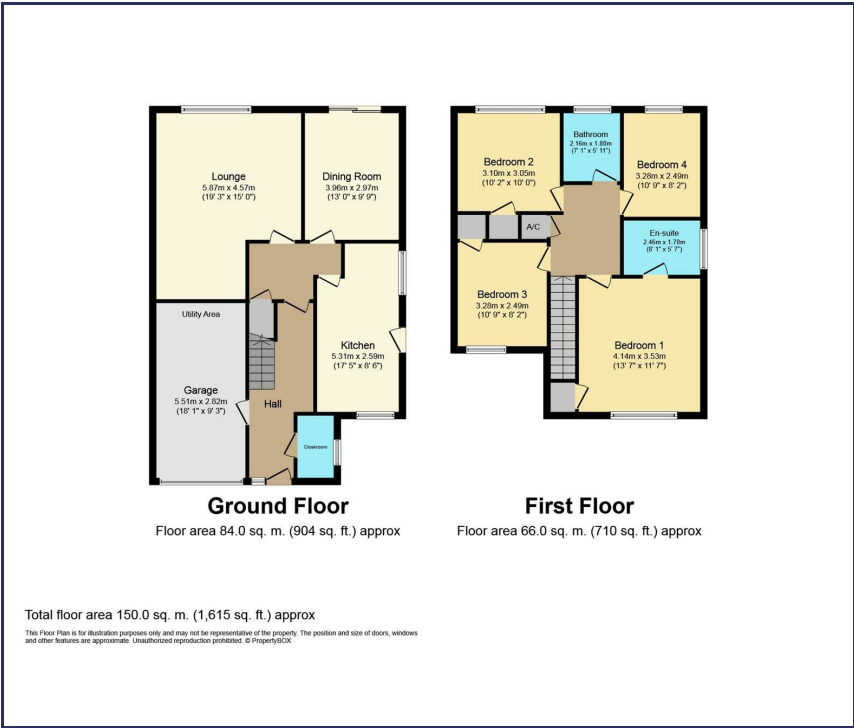 Lounge
5.87m x 4.57m
(19' 3" x 15' 0")
Dining Room
3.96m x 2.97m
(13' 0" x 9' 9")
Utility Area
Garage
5.51m x 2.82m
(18' 1" x 9' 3")
Hall
Kitchen
5.31m x 2.59m
(17' 5" x 8' 6")
Cloakroom
Ground Floor
Floor area 84.0 sq. m. (904 sq. ft.) approx
Bedroom 2
3.10m x 3.05m
(10' 2" x 10' 0")
Bathroom
2.16m x 1.80m
(7' 1" x 5' 11")
Bedroom 4
3.28m x 2.49m
(10' 9" x 8' 2")
A/C
En-suite
2.46m x 1.70m
(8' 1" x 5' 7")
Bedroom 3
3.28m x 2.49m
(10' 9" x 8' 2")
Bedroom 1
4.14m x 3.53m
(13' 7" x 11' 7")
First Floor
Floor area 66.0 sq. m. (710 sq. ft.) approx
Total floor area 150.0 sq. m. (1,615 sq. ft.) approx
This Floor Plan is for illustration purposes only and may not be representative of the property. The position and size of doors, windows
and other features are approximate. Unauthorized reproduction prohibited. © PropertyBOX